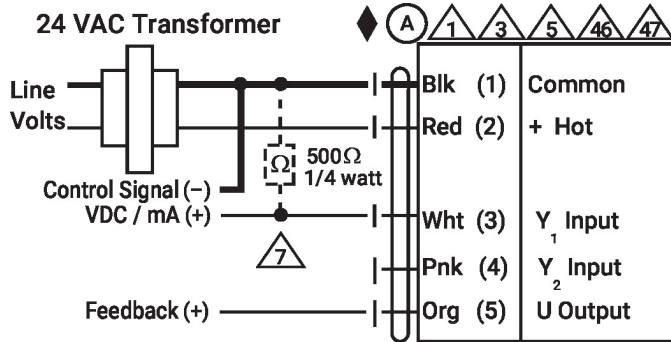 24 VAC Transformer
A 1 3 5 46 47
Line
Volts
Blk (1) Common
Red (2) + Hot
Ω 500Ω
1/4 watt
Control Signal (−)
VDC / mA (+)
Wht (3) Y₁ Input
7
Pnk (4) Y₂ Input
Feedback (+)
Org (5) U Output